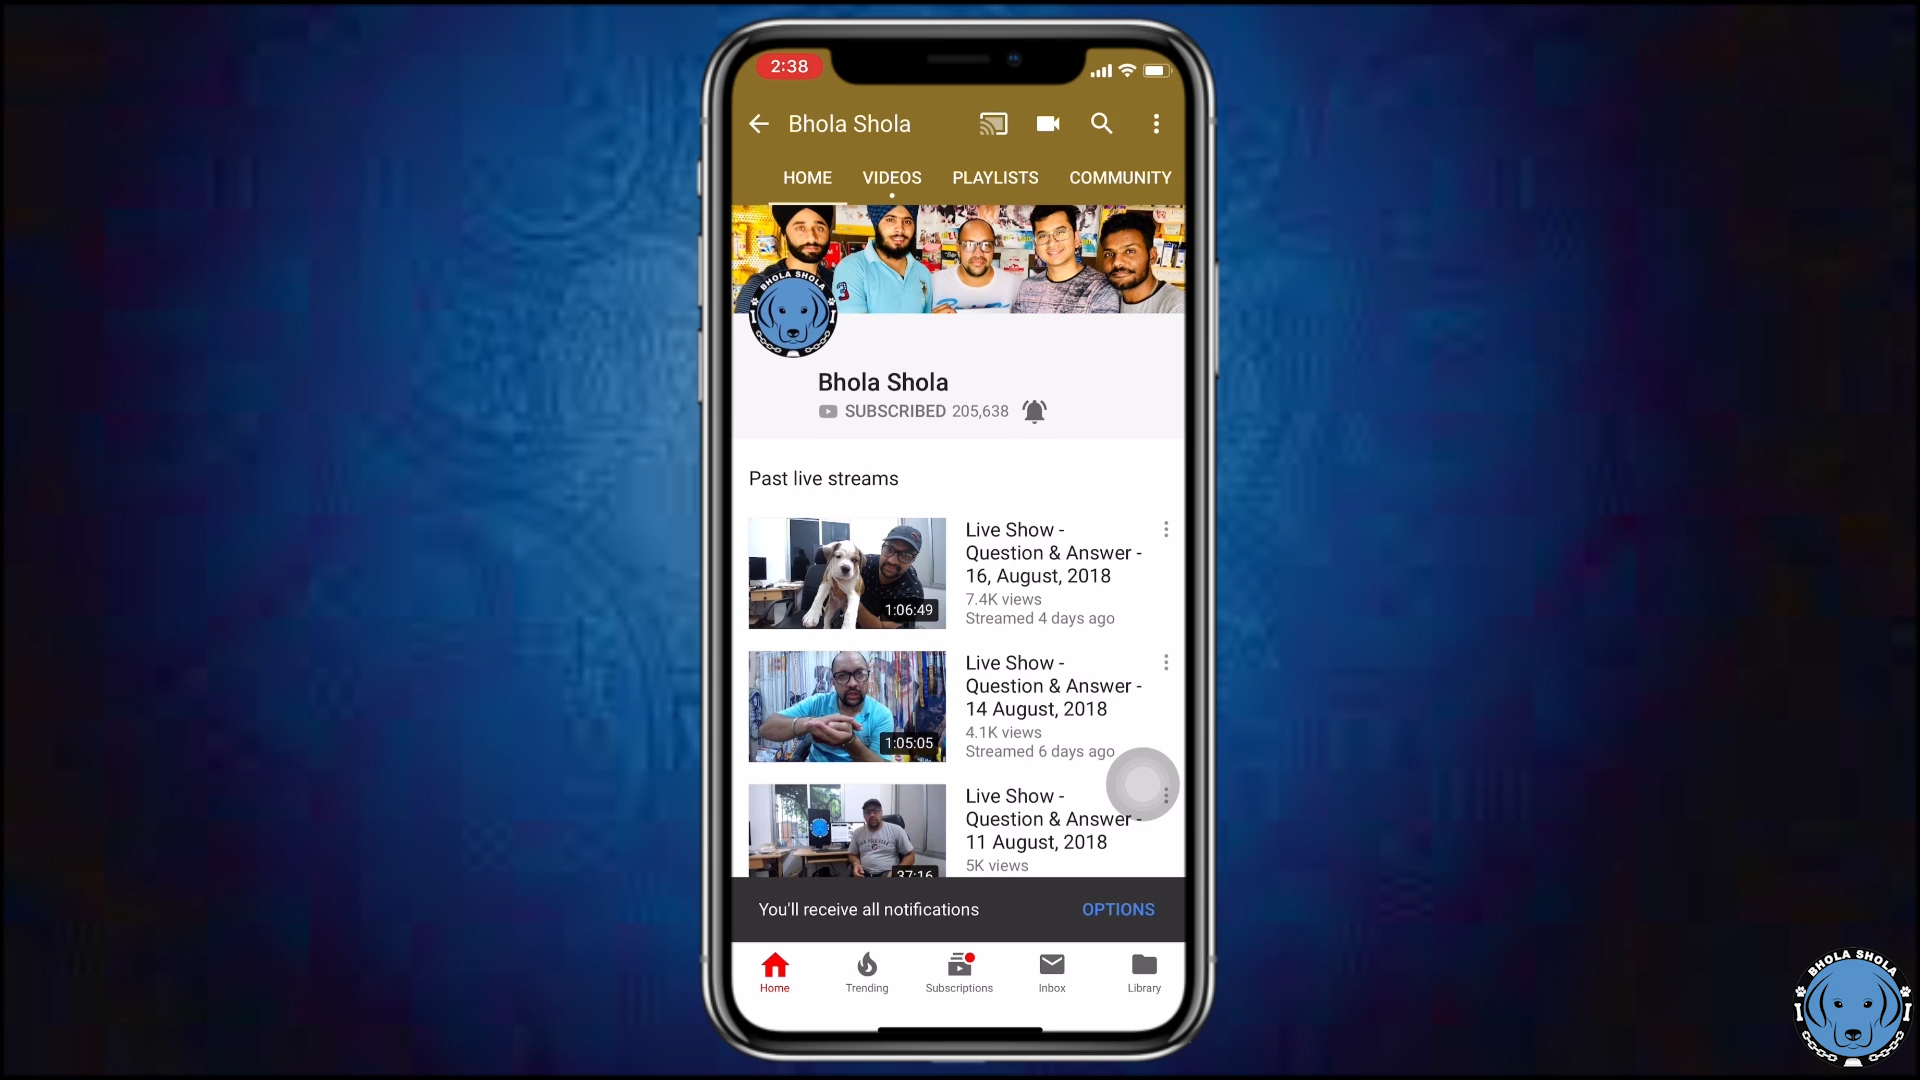 2:38
Bhola Shola
HOME VIDEOS PLAYLISTS COMMUNITY
BHOLA SHOLA
Bhola Shola
SUBSCRIBED 205,638
Past live streams
Live Show -
Question & Answer -
16, August, 2018
7.4K views
Streamed 4 days ago
1:06:49
Live Show -
Question & Answer -
14 August, 2018
4.1K views
Streamed 6 days ago
1:05:05
Live Show -
Question & Answer -
11 August, 2018
5K views
37:16
You'll receive all notifications OPTIONS
Home Trending Subscriptions Inbox Library
BHOLA SHOLA